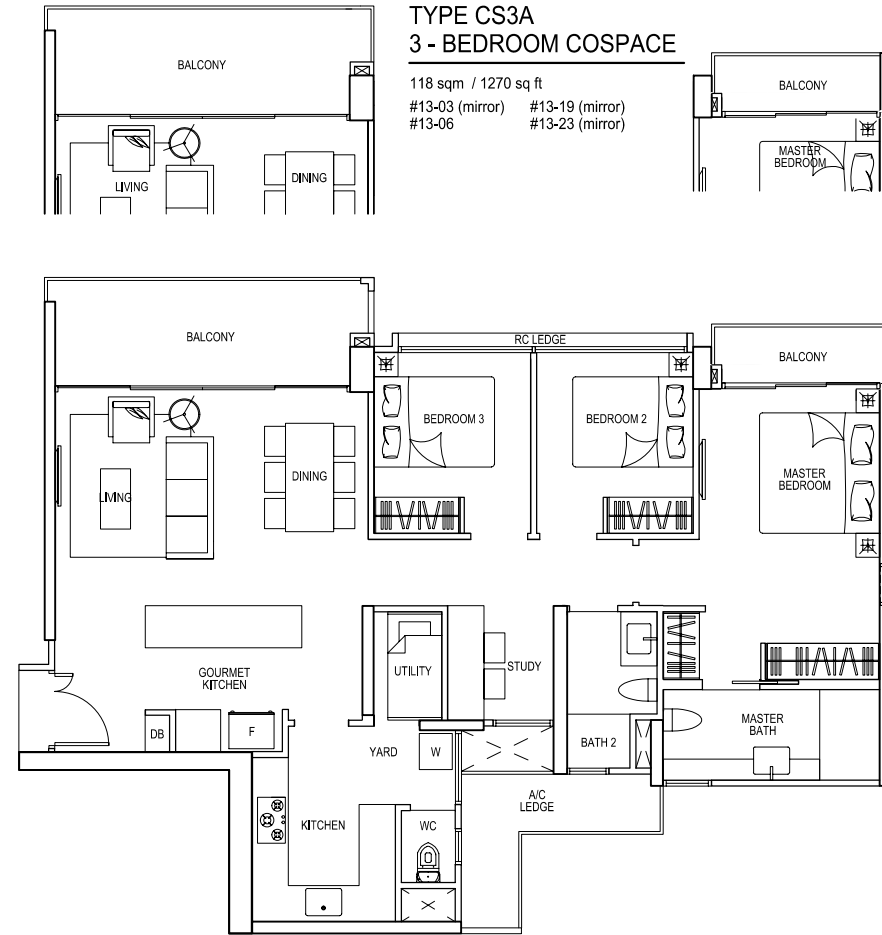 TYPE CS3A
3 - BEDROOM COSPACE
118 sqm / 1270 sq ft
#13-03 (mirror) #13-19 (mirror)
#13-06 #13-23 (mirror)
BALCONY
LIVING
DINING
BALCONY
MASTER
BEDROOM
BALCONY
RC LEDGE
BALCONY
BEDROOM 3
BEDROOM 2
LIVING
DINING
MASTER
BEDROOM
GOURMET
KITCHEN
UTILITY
STUDY
DB
F
YARD
W
BATH 2
MASTER
BATH
A/C
LEDGE
KITCHEN
WC